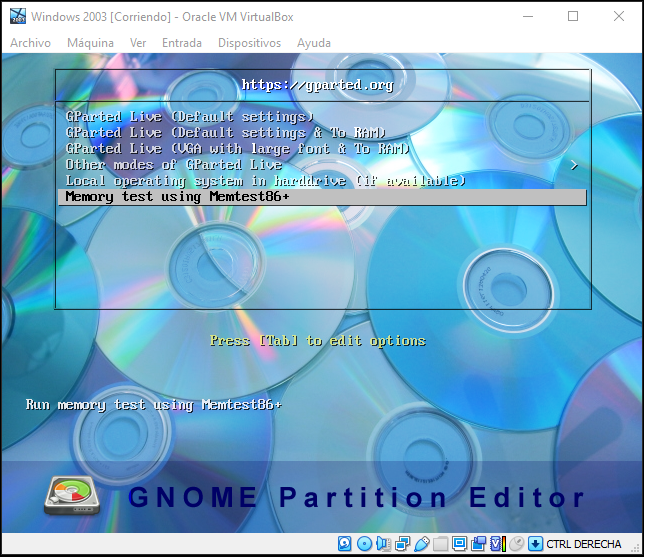 Windows 2003 [Corriendo] - Oracle VM VirtualBox
Archivo Máquina Ver Entrada Dispositivos Ayuda
https://gparted.org
GParted Live (Default settings)
GParted Live (Default settings & To RAM)
GParted Live (VGA with large font & To RAM)
Other modes of GParted Live >
Local operating system in harddrive (if available)
Memory test using Memtest86+
Press [Tab] to edit options
Run memory test using Memtest86+
GNOME Partition Editor
CTRL DERECHA